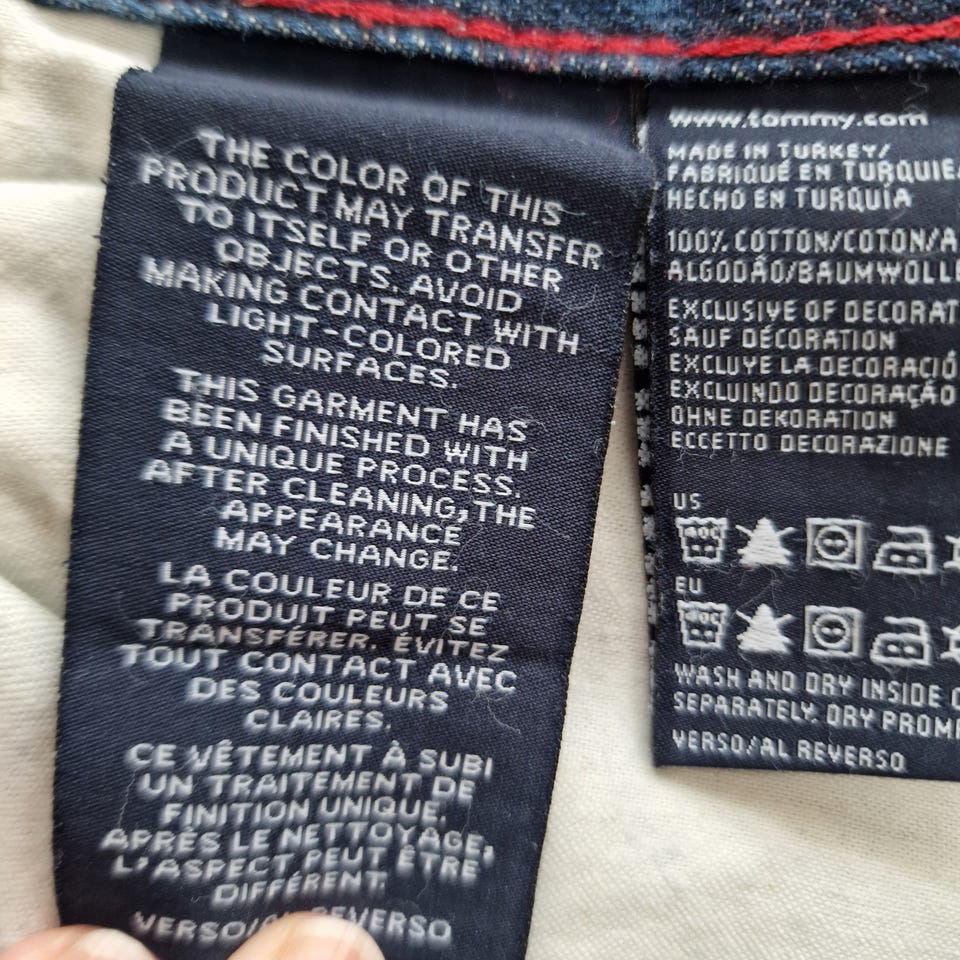 THE COLOR OF THIS
PRODUCT MAY TRANSFER
TO ITSELF OR OTHER
OBJECTS. AVOID
MAKING CONTACT WITH
LIGHT-COLORED
SURFACES.
THIS GARMENT HAS
BEEN FINISHED WITH
A UNIQUE PROCESS.
AFTER CLEANING, THE
APPEARANCE
MAY CHANGE.
LA COULEUR DE CE
PRODUIT PEUT SE
TRANSFÉRER. ÉVITEZ
TOUT CONTACT AVEC
DES COULEURS
CLAIRES.
CE VÊTEMENT À SUBI
UN TRAITEMENT DE
FINITION UNIQUE.
APRÈS LE NETTOYAGE,
L'ASPECT PEUT ÊTRE
DIFFÉRENT.
VERSO/AL REVERSO
www.tommy.com
MADE IN TURKEY/
FABRIQUÉ EN TURQUIE/
HECHO EN TURQUÍA
100% COTTON/COTON/A
ALGODÃO/BAUMWOLLE
EXCLUSIVE OF DECORAT
SAUF DÉCORATION
EXCLUYE LA DECORACIÓ
EXCLUINDO DECORAÇÃO
OHNE DEKORATION
ECCETTO DECORAZIONE
US
EU
WASH AND DRY INSIDE O
SEPARATELY. DRY PROMP
VERSO/AL REVERSO